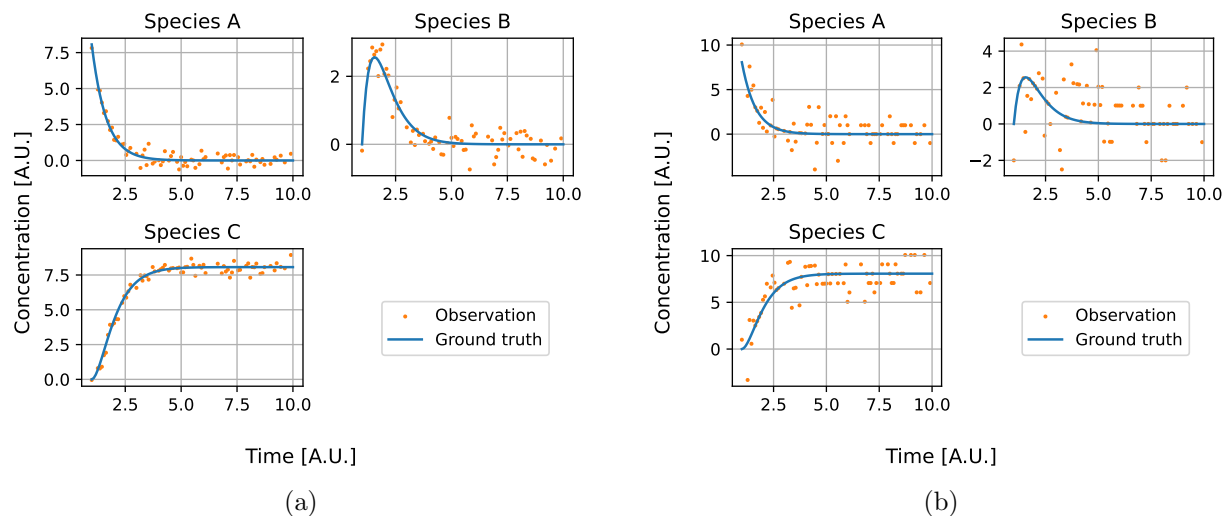 Species A
Species B
7.5
5.0
2.5
0.0
2
0
2.5 5.0 7.5 10.0
2.5 5.0 7.5 10.0
Species C
7.5
5.0
2.5
0.0
2.5 5.0 7.5 10.0
Concentration [A.U.]
Time [A.U.]
Observation
Ground truth
(a)
Species A
Species B
10
5
0
4
2
0
−2
2.5 5.0 7.5 10.0
2.5 5.0 7.5 10.0
Species C
10
5
0
2.5 5.0 7.5 10.0
Concentration [A.U.]
Time [A.U.]
Observation
Ground truth
(b)